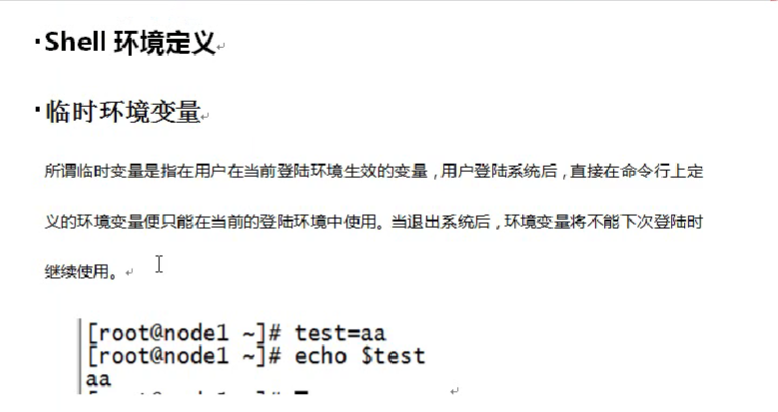 ·Shell 环境定义
·临时环境变量
所谓临时变量是指在用户在当前登陆环境生效的变量,用户登陆系统后,直接在命令行上定
义的环境变量便只能在当前的登陆环境中使用。当退出系统后,环境变量将不能下次登陆时
继续使用。
[root@node1 ~]# test=aa
[root@node1 ~]# echo $test
aa